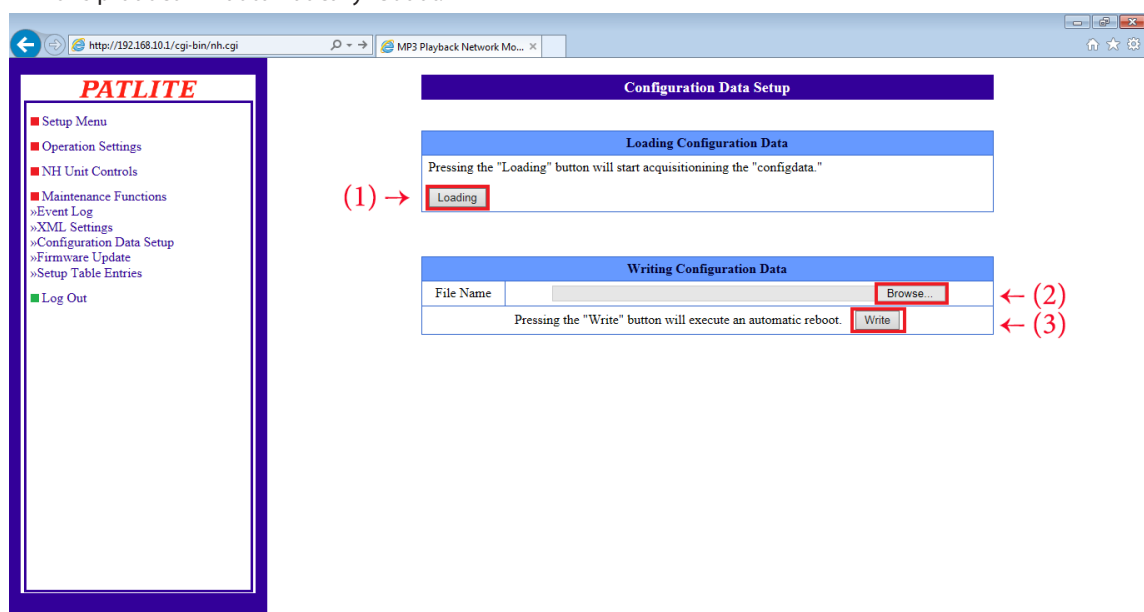 http://192.168.10.1/cgi-bin/nh.cgi
MP3 Playback Network Mo...
PATLITE
Setup Menu
Operation Settings
NH Unit Controls
Maintenance Functions
»Event Log
»XML Settings
»Configuration Data Setup
»Firmware Update
»Setup Table Entries
Log Out
Configuration Data Setup
Loading Configuration Data
Pressing the "Loading" button will start acquisitionining the "configdata."
(1) → Loading
Writing Configuration Data
File Name Browse... ← (2)
Pressing the "Write" button will execute an automatic reboot. Write ← (3)